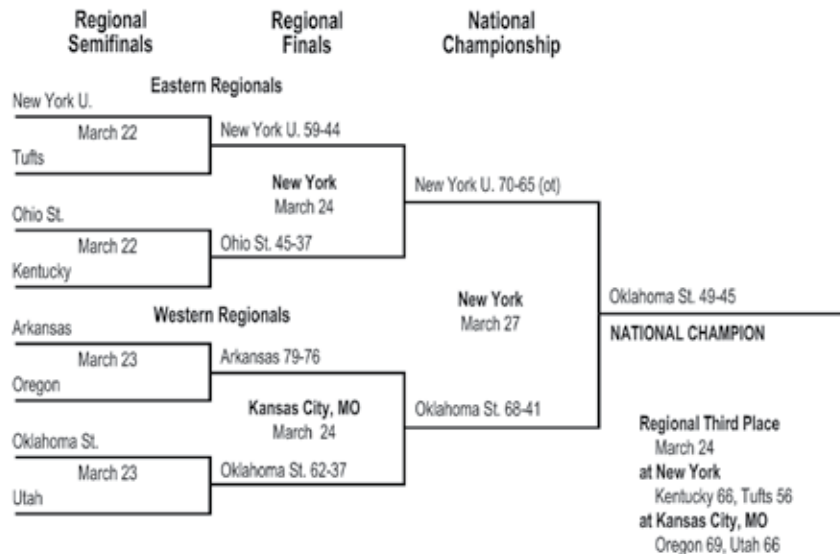 Regional
Semifinals
Regional
Finals
National
Championship
Eastern Regionals
New York U.
March 22
Tufts
New York U. 59-44
New York
March 24
New York U. 70-65 (ot)
Ohio St.
March 22
Kentucky
Ohio St. 45-37
Western Regionals
New York
March 27
Oklahoma St. 49-45
NATIONAL CHAMPION
Arkansas
March 23
Oregon
Arkansas 79-76
Kansas City, MO
March 24
Oklahoma St. 68-41
Oklahoma St.
March 23
Utah
Oklahoma St. 62-37
Regional Third Place
March 24
at New York
Kentucky 66, Tufts 56
at Kansas City, MO
Oregon 69, Utah 66